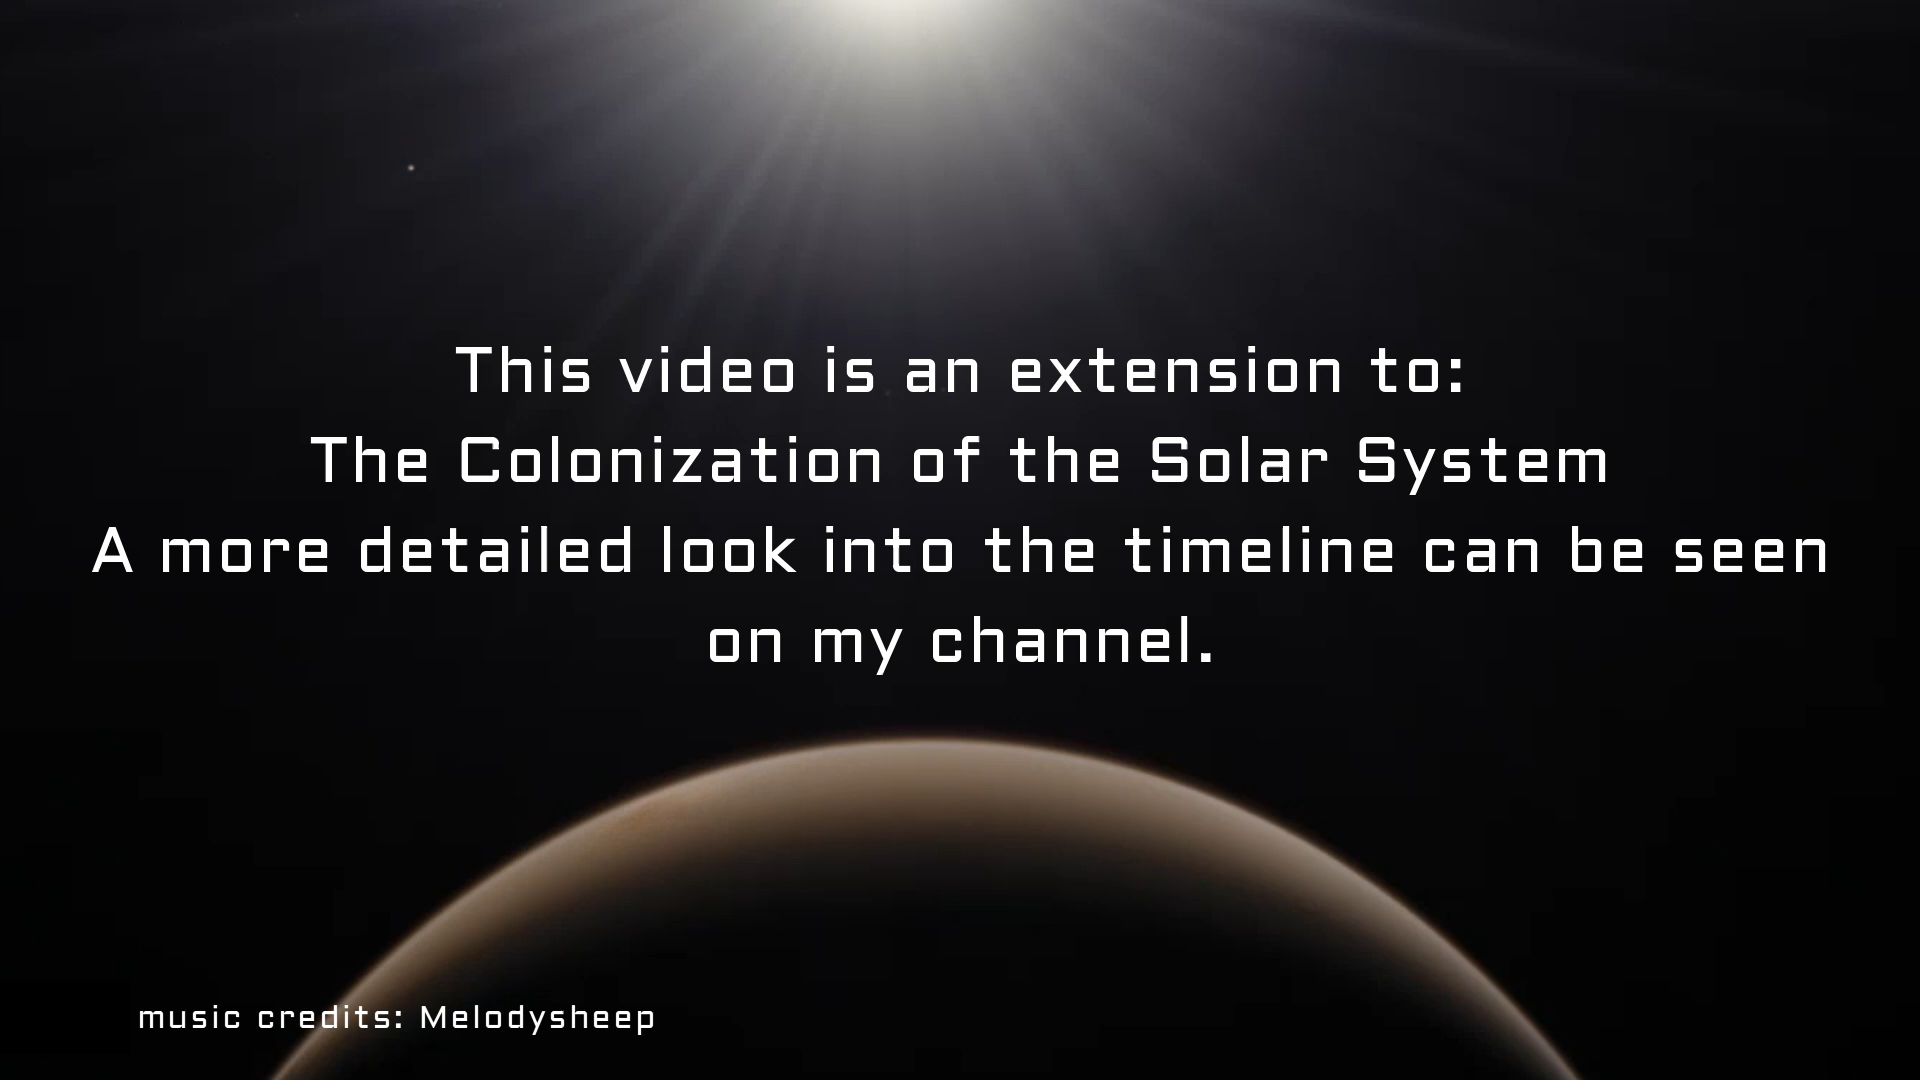 This video is an extension to:
The Colonization of the Solar System
A more detailed look into the timeline can be seen
on my channel.
music credits: Melodysheep